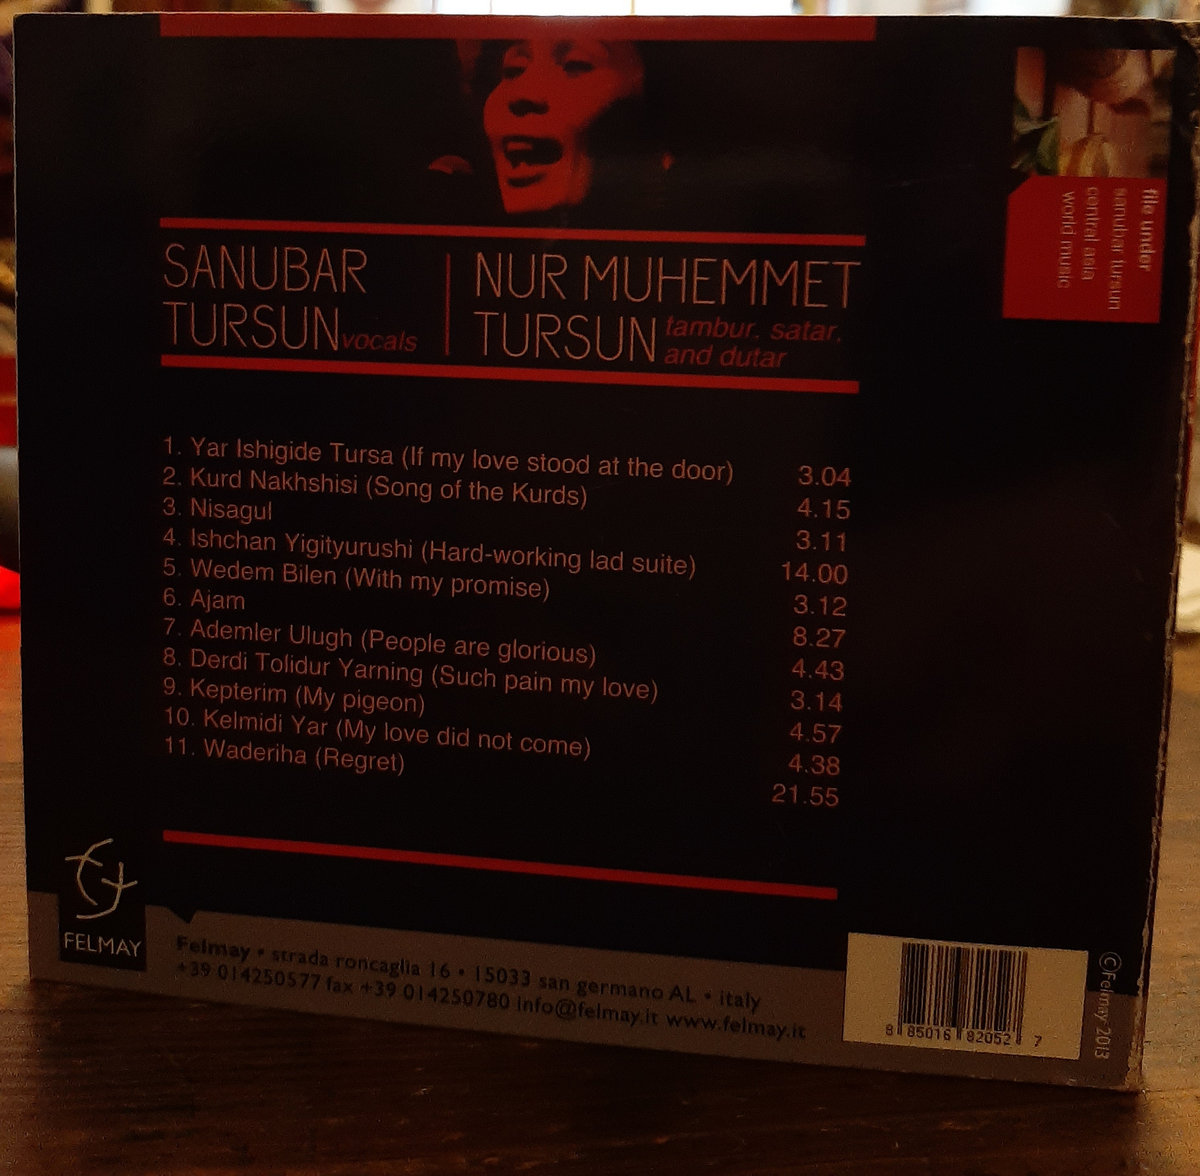 file under
sanubar tursun
central asia
world music
SANUBAR
TURSUN vocals
NUR MUHEMMET
TURSUN tambur, satar,
and dutar
1. Yar Ishigide Tursa (If my love stood at the door) 3.04
2. Kurd Nakhshisi (Song of the Kurds) 4.15
3. Nisagul 3.11
4. Ishchan Yigityurushi (Hard-working lad suite) 14.00
5. Wedem Bilen (With my promise) 3.12
6. Ajam 8.27
7. Ademler Ulugh (People are glorious) 4.43
8. Derdi Tolidur Yarning (Such pain my love) 3.14
9. Kepterim (My pigeon) 4.57
10. Kelmidi Yar (My love did not come) 4.38
11. Waderiha (Regret) 21.55
FELMAY
Felmay • strada roncaglia 16 • 15033 san germano AL • italy
+39 014250577 fax +39 014250780 info@felmay.it www.felmay.it
8 85016 82052 7
©Felmay 2013